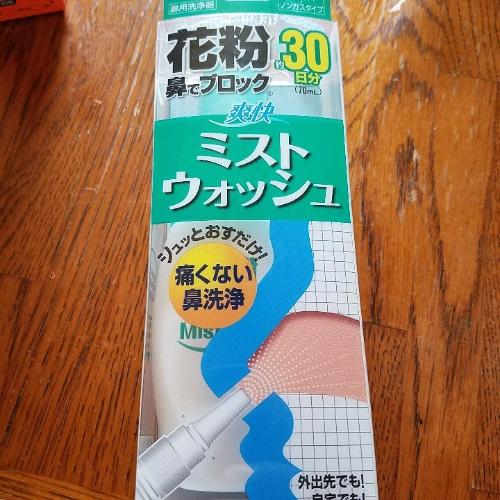 鼻用洗浄器
ノンガスタイプ
花粉
鼻でブロック®
約30日分
(70mL)
爽快
ミスト
ウォッシュ
シュッとおすだけ!
痛くない
鼻洗浄
外出先でも!
自宅でも!